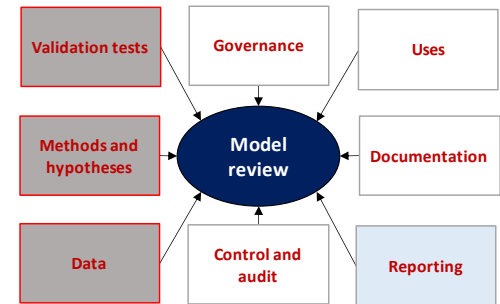 Validation tests
Governance
Uses
Methods and
hypotheses
Model
review
Documentation
Data
Control and
audit
Reporting